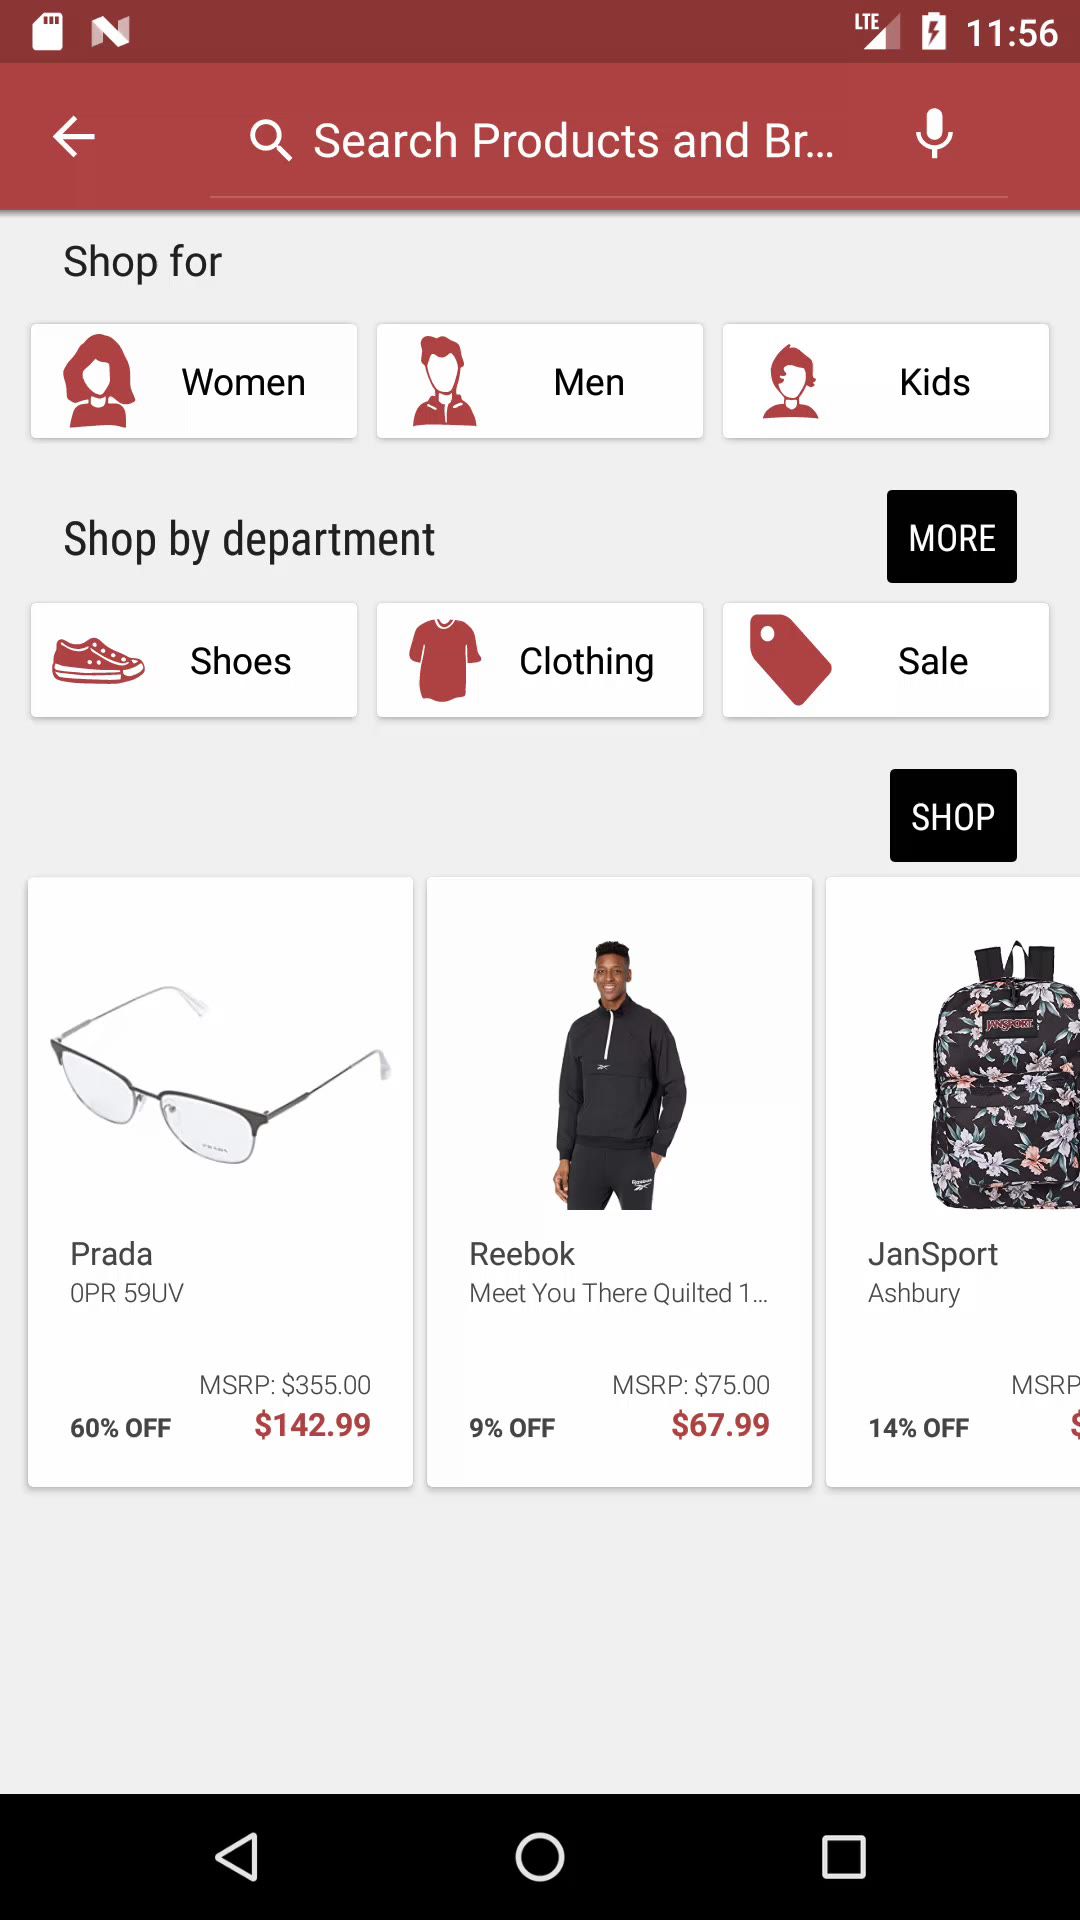 LTE 11:56
Search Products and Br...
Shop for
Women
Men
Kids
Shop by department
MORE
Shoes
Clothing
Sale
SHOP
JANSPORT
Reebok
Prada
0PR 59UV
MSRP: $355.00
60% OFF
$142.99
Reebok
Meet You There Quilted 1...
MSRP: $75.00
9% OFF
$67.99
JanSport
Ashbury
MSRP
14% OFF
$